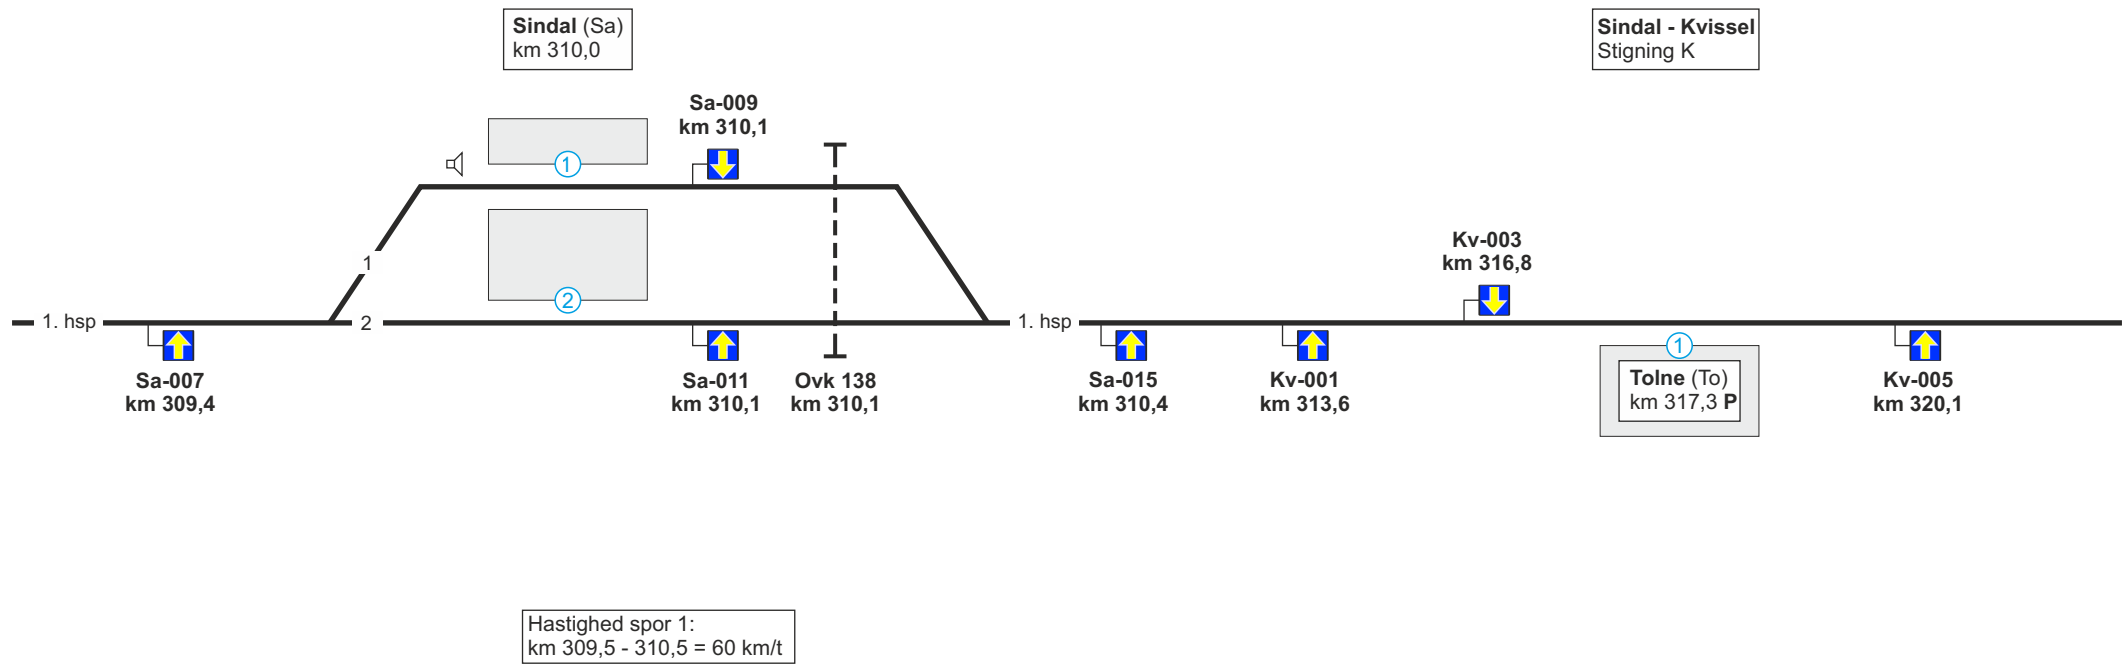 Sindal (Sa)
km 310,0
Sindal - Kvissel
Stigning K
Sa-009
km 310,1
1
1
2
Kv-003
km 316,8
1. hsp
2
1. hsp
1
Sa-007
km 309,4
Sa-011
km 310,1
Ovk 138
km 310,1
Sa-015
km 310,4
Kv-001
km 313,6
Tolne (To)
km 317,3 P
Kv-005
km 320,1
Hastighed spor 1:
km 309,5 - 310,5 = 60 km/t